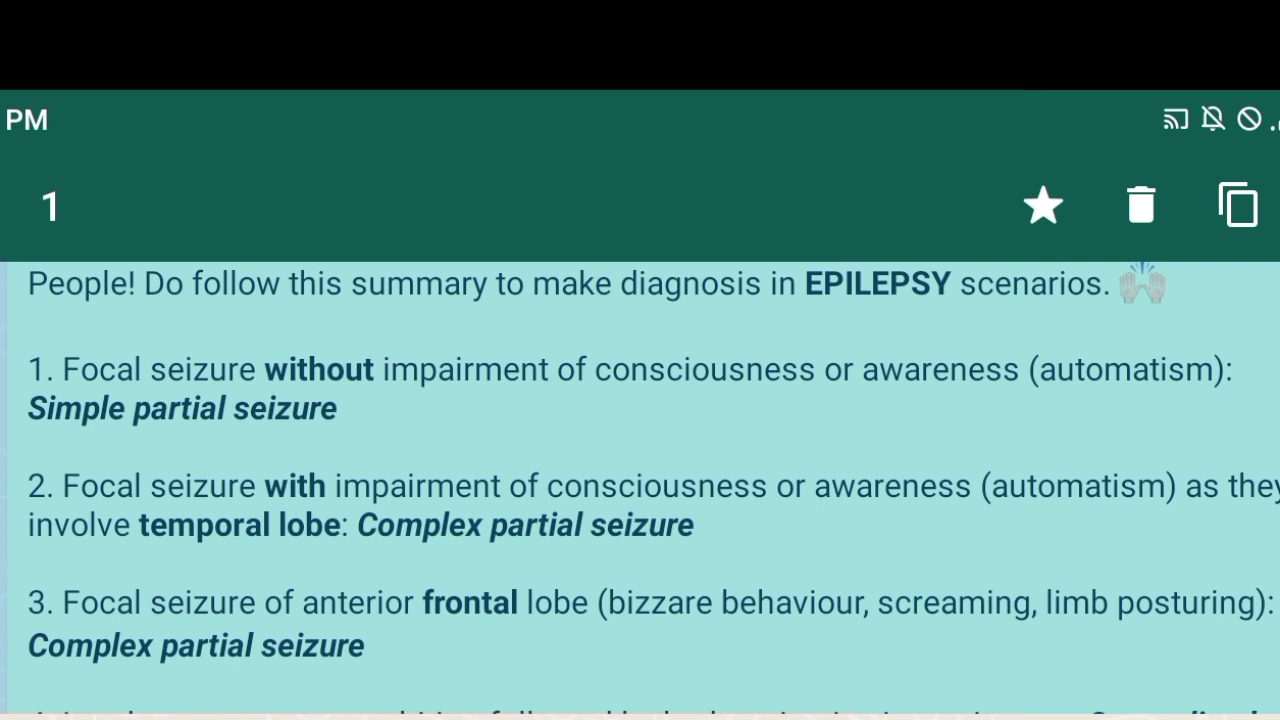 PM
1
People! Do follow this summary to make diagnosis in EPILEPSY scenarios. 🙌
1. Focal seizure without impairment of consciousness or awareness (automatism):
Simple partial seizure
2. Focal seizure with impairment of consciousness or awareness (automatism) as they
involve temporal lobe: Complex partial seizure
3. Focal seizure of anterior frontal lobe (bizzare behaviour, screaming, limb posturing):
Complex partial seizure